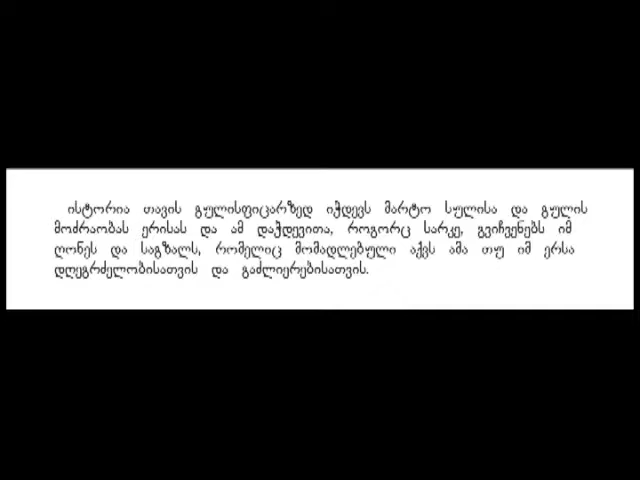 ისტორია თავის გულისფიცარზედ იჭდევს მარტო სულისა და გულის
მოძრაობას ერისას და ამ დაჭდევითა, როგორც სარკე, გვიჩვენებს იმ
ღონეს და საგზალს, რომელიც მომადლებული აქვს ამა თუ იმ ერსა
დღეგრძელობისათვის და გაძლიერებისათვის.